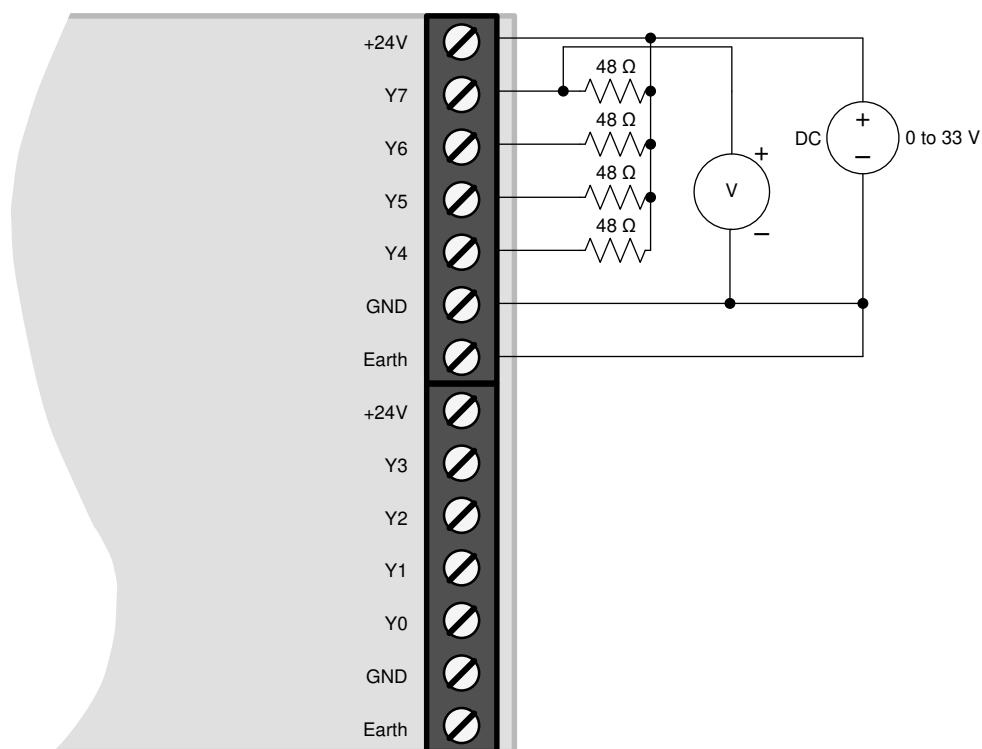 +24V
Y7
Y6
Y5
Y4
GND
Earth
+24V
Y3
Y2
Y1
Y0
GND
Earth
48 Ω
48 Ω
48 Ω
48 Ω
+
V
−
DC
+
−
0 to 33 V